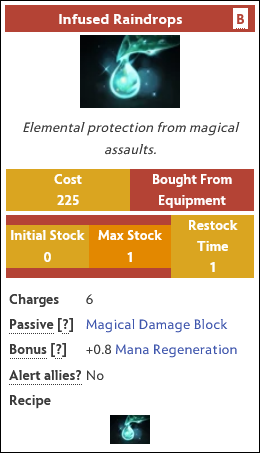 Infused Raindrops B
Elemental protection from magical
assaults.
Cost
225
Bought From
Equipment
Initial Stock
0
Max Stock
1
Restock
Time
1
Charges 6
Passive [?] Magical Damage Block
Bonus [?] +0.8 Mana Regeneration
Alert allies? No
Recipe